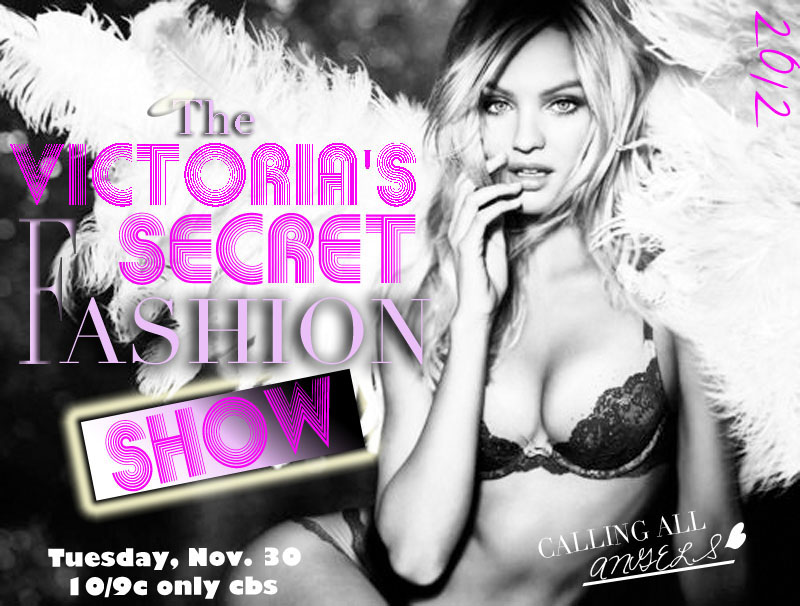 2012
The
VICTORIA'S
SECRET
FASHION
SHOW
Tuesday, Nov. 30
10/9c only cbs
CALLING ALL
ANGELS